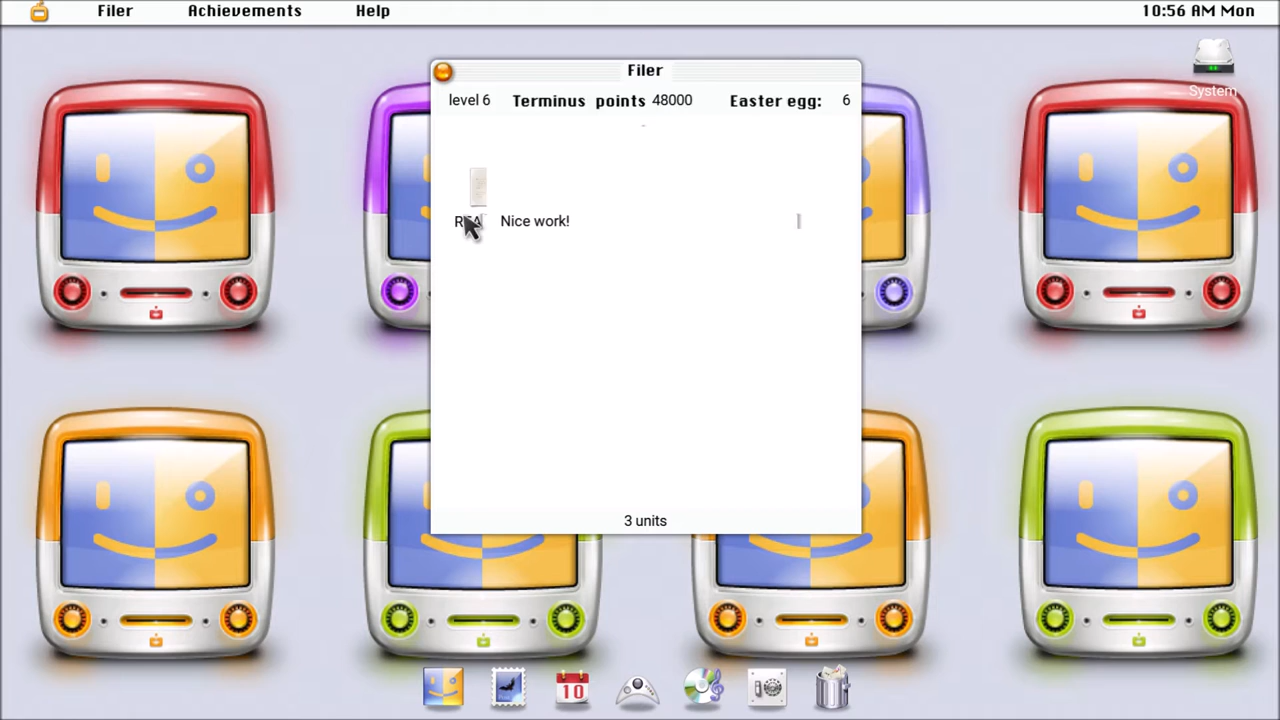 Filer Achievements Help 10:56 AM Mon
Filer
System
level 6 Terminus points 48000 Easter egg: 6
Nice work!
3 units
10